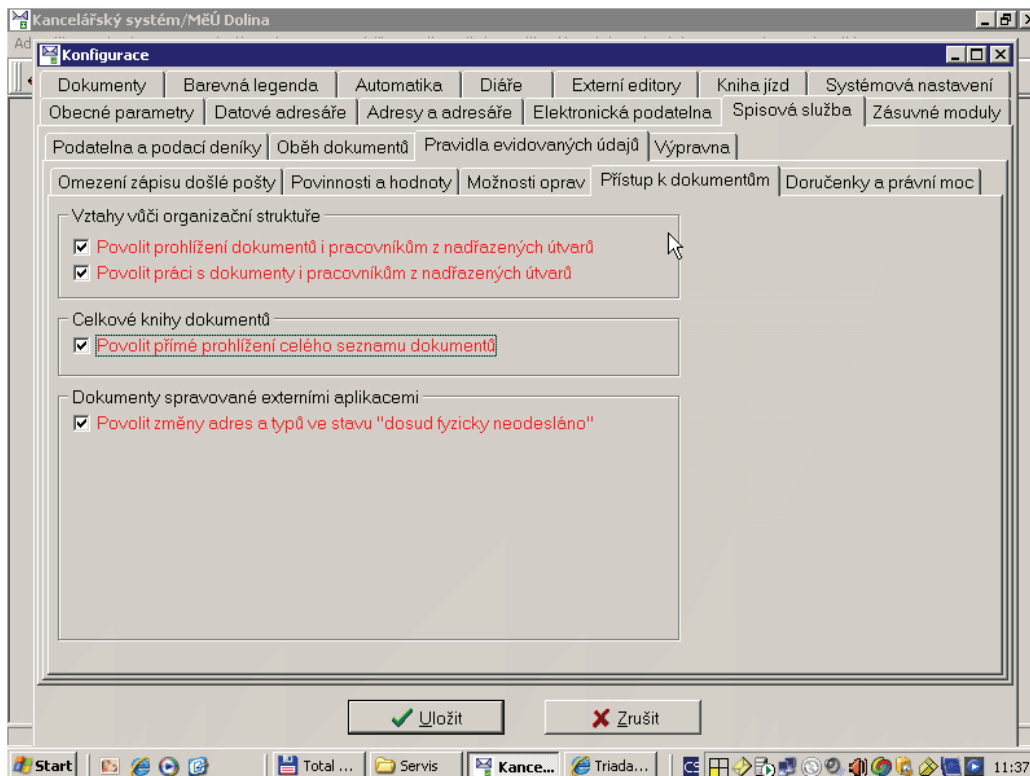 Kancelářský systém/MěÚ Dolina
Ad
Konfigurace
Dokumenty Barevná legenda Automatika Diáře Externí editory Kniha jízd Systémová nastavení
Obecné parametry Datové adresáře Adresy a adresáře Elektronická podatelna Spisová služba Zásuvné moduly
Podatelna a podací deníky Oběh dokumentů Pravidla evidovaných údajů Výpravna
Omezení zápisu došlé pošty Povinnosti a hodnoty Možnosti oprav Přístup k dokumentům Doručenky a právní moc
Vztahy vůči organizační struktuře
Povolit prohlížení dokumentů i pracovníkům z nadřazených útvarů
Povolit práci s dokumenty i pracovníkům z nadřazených útvarů
Celkové knihy dokumentů
Povolit přímé prohlížení celého seznamu dokumentů
Dokumenty spravované externími aplikacemi
Povolit změny adres a typů ve stavu "dosud fyzicky neodesláno"
Uložit Zrušit
Start Total ... Servis Kance... Triada... CS 11:37